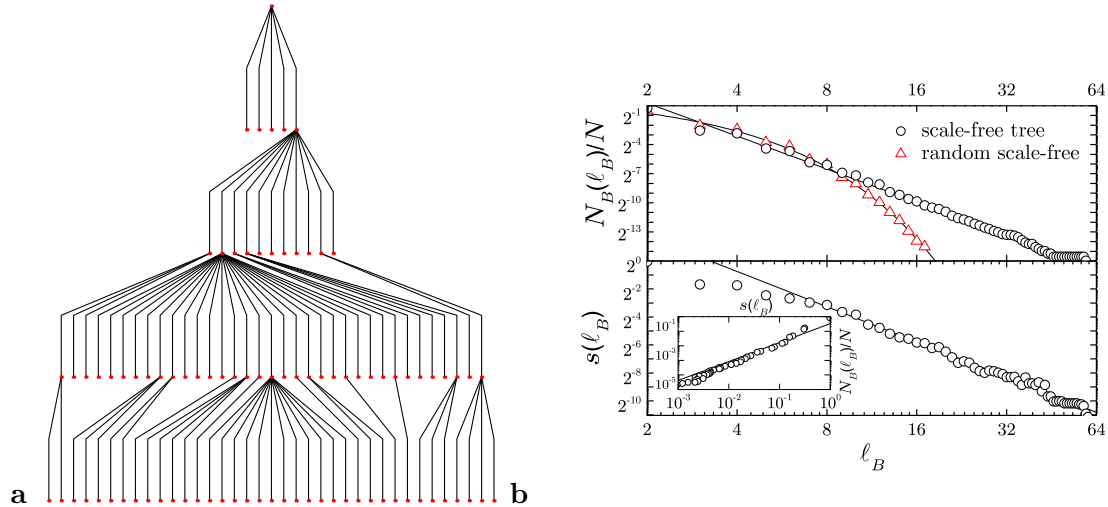 a
b
2 4 8 16 32 64
N_B(ℓ_B)/N
2^-1
2^-4
2^-7
2^-10
2^-13
scale-free tree
random scale-free
2^0
s(ℓ_B)
2^0
2^-2
2^-4
2^-6
2^-8
2^-10
s(ℓ_B)
N_B(ℓ_B)/N
10^-1
10^-3
10^-5
10^-3 10^-2 10^-1 1
2 4 8 16 32 64
ℓ_B